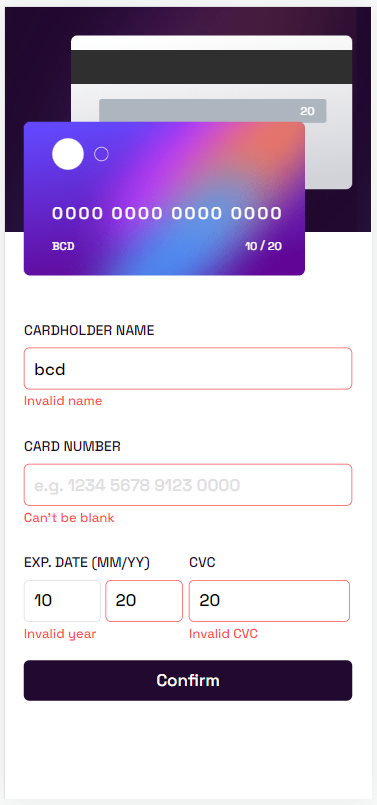 20
0000 0000 0000 0000
BCD 10 / 20
CARDHOLDER NAME
bcd
Invalid name
CARD NUMBER
e.g. 1234 5678 9123 0000
Can't be blank
EXP. DATE (MM/YY) CVC
10 20 20
Invalid year Invalid CVC
Confirm